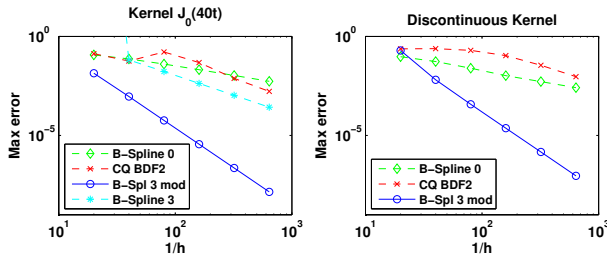 Kernel J_0(40t)
Max error
10^0
10^-5
B-Spline 0
CQ BDF2
B-Spl 3 mod
B-Spline 3
10^1
10^2
10^3
1/h
Discontinuous Kernel
Max error
10^0
10^-5
B-Spline 0
CQ BDF2
B-Spl 3 mod
10^1
10^2
10^3
1/h